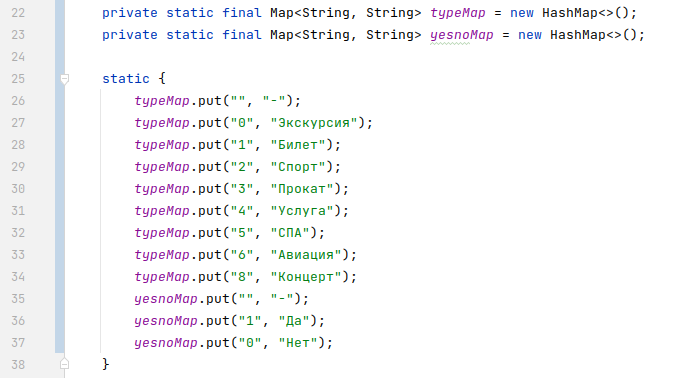 22 private static final Map<String, String> typeMap = new HashMap<>();
23 private static final Map<String, String> yesnoMap = new HashMap<>();
24
25 static {
26 typeMap.put("", "-");
27 typeMap.put("0", "Экскурсия");
28 typeMap.put("1", "Билет");
29 typeMap.put("2", "Спорт");
30 typeMap.put("3", "Прокат");
31 typeMap.put("4", "Услуга");
32 typeMap.put("5", "СПА");
33 typeMap.put("6", "Авиация");
34 typeMap.put("8", "Концерт");
35 yesnoMap.put("", "-");
36 yesnoMap.put("1", "Да");
37 yesnoMap.put("0", "Нет");
38 }